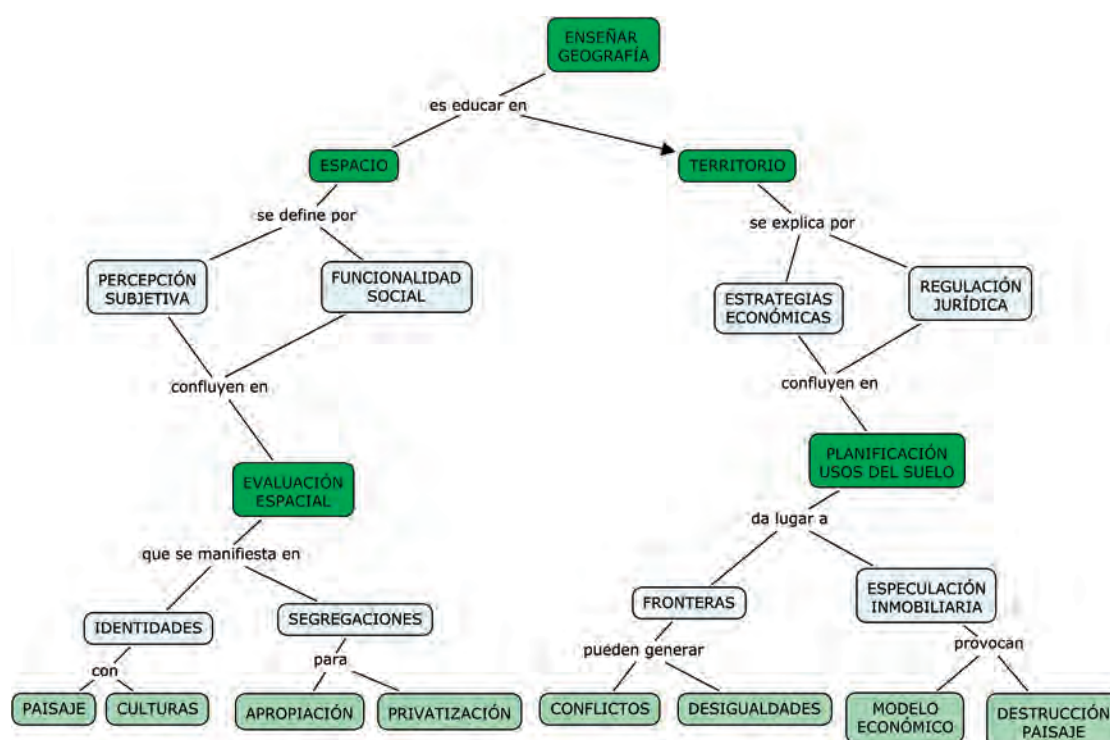 ENSEÑAR
GEOGRAFÍA
es educar en
ESPACIO
TERRITORIO
se define por
se explica por
PERCEPCIÓN
SUBJETIVA
FUNCIONALIDAD
SOCIAL
ESTRATEGIAS
ECONÓMICAS
REGULACIÓN
JURÍDICA
confluyen en
confluyen en
EVALUACIÓN
ESPACIAL
PLANIFICACIÓN
USOS DEL SUELO
que se manifiesta en
da lugar a
IDENTIDADES
SEGREGACIONES
FRONTERAS
ESPECULACIÓN
INMOBILIARIA
con
para
pueden generar
provocan
PAISAJE
CULTURAS
APROPIACIÓN
PRIVATIZACIÓN
CONFLICTOS
DESIGUALDADES
MODELO
ECONÓMICO
DESTRUCCIÓN
PAISAJE